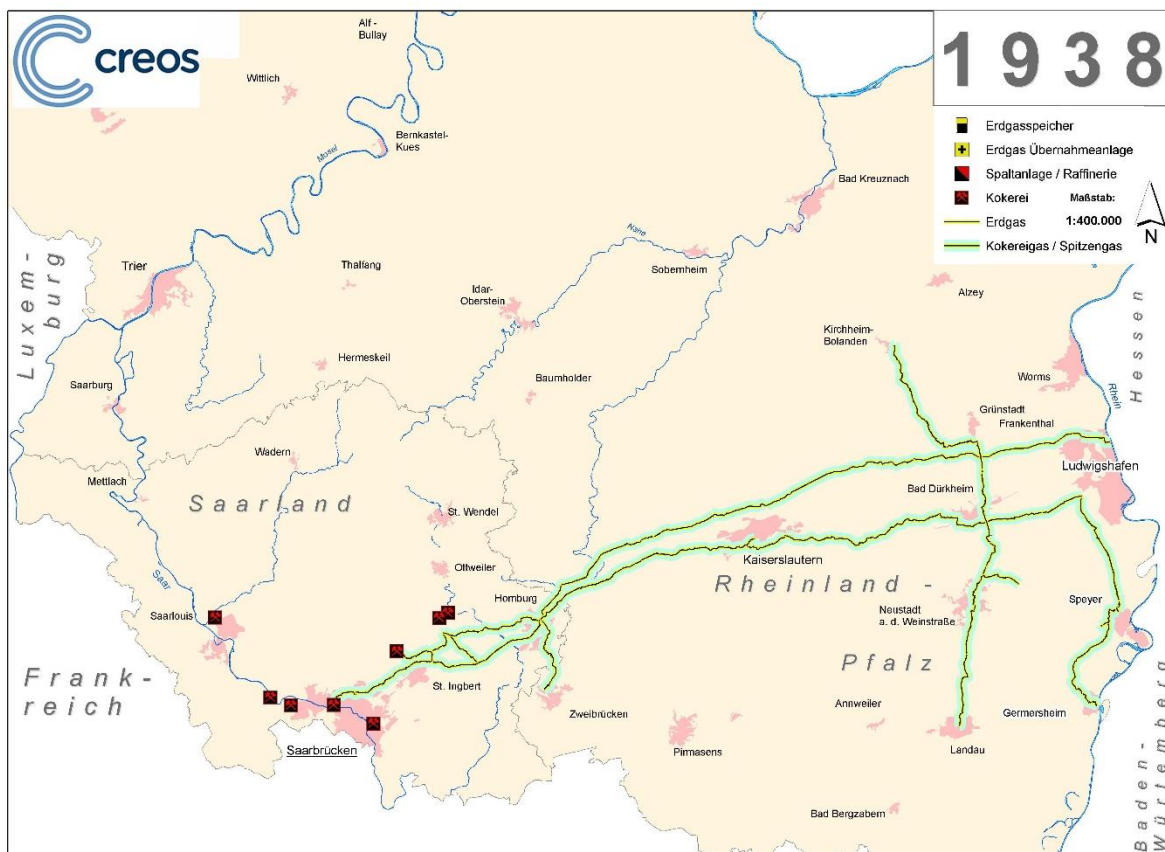 creos
1938
Erdgasspeicher
Erdgas Übernahmeanlage
Spaltanlage / Raffinerie
Kokerei
Maßstab:
Erdgas
1:400.000
Kokereigas / Spitzengas
N
Alf -
Bullay
Wittlich
Bernkastel-
Kues
Mosel
Bad Kreuznach
Nahe
Sobernheim
Trier
Thalfang
Idar-
Oberstein
Alzey
Luxem-
burg
Hessen
Kirchheim-
Bolanden
Hermeskeil
Saarburg
Baumholder
Worms
Rhein
Grünstadt
Frankenthal
Wadern
Mettlach
Ludwigshafen
Saarland
Bad Dürkheim
St. Wendel
Kaiserslautern
Ottweiler
Rheinland -
Saar
Homburg
Neustadt
a. d. Weinstraße
Speyer
Saarlouis
Pfalz
Frank-
reich
St. Ingbert
Zweibrücken
Annweiler
Germersheim
Pirmasens
Landau
Saarbrücken
Bad Bergzabern
Baden-
Würtemberg